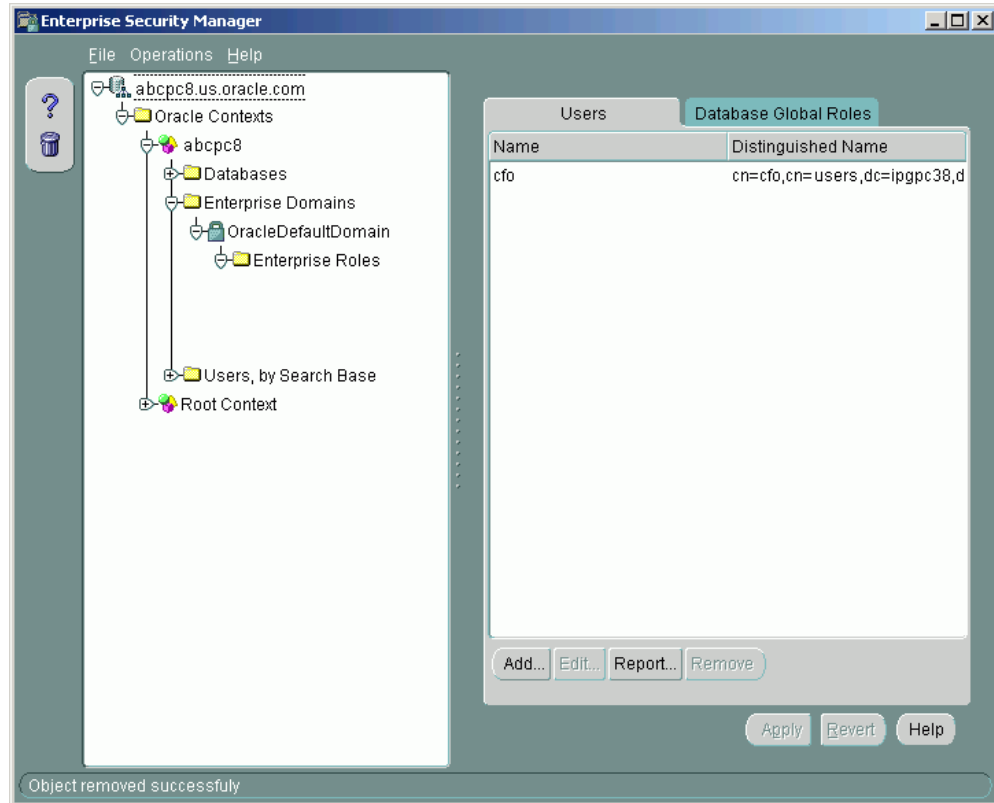 Enterprise Security Manager
File Operations Help
?
abcpc8.us.oracle.com
Oracle Contexts
abcpc8
Databases
Enterprise Domains
OracleDefaultDomain
Enterprise Roles
Users, by Search Base
Root Context
Users Database Global Roles
Name Distinguished Name
cfo cn=cfo,cn=users,dc=ipgpc38,d
Add... Edit... Report... Remove
Apply Revert Help
Object removed successfuly